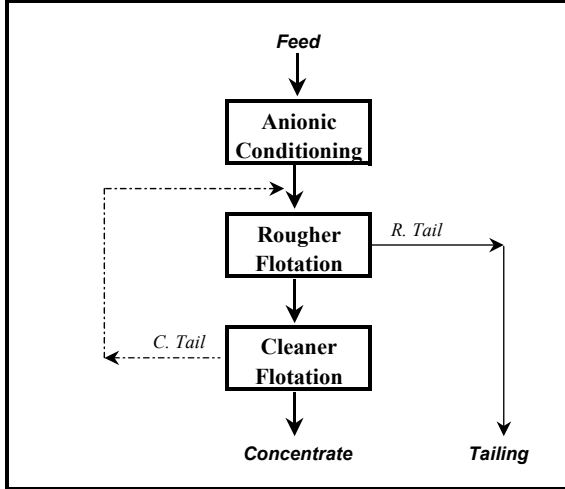 Feed
Anionic
Conditioning
Rougher
Flotation
R. Tail
C. Tail
Cleaner
Flotation
Concentrate
Tailing